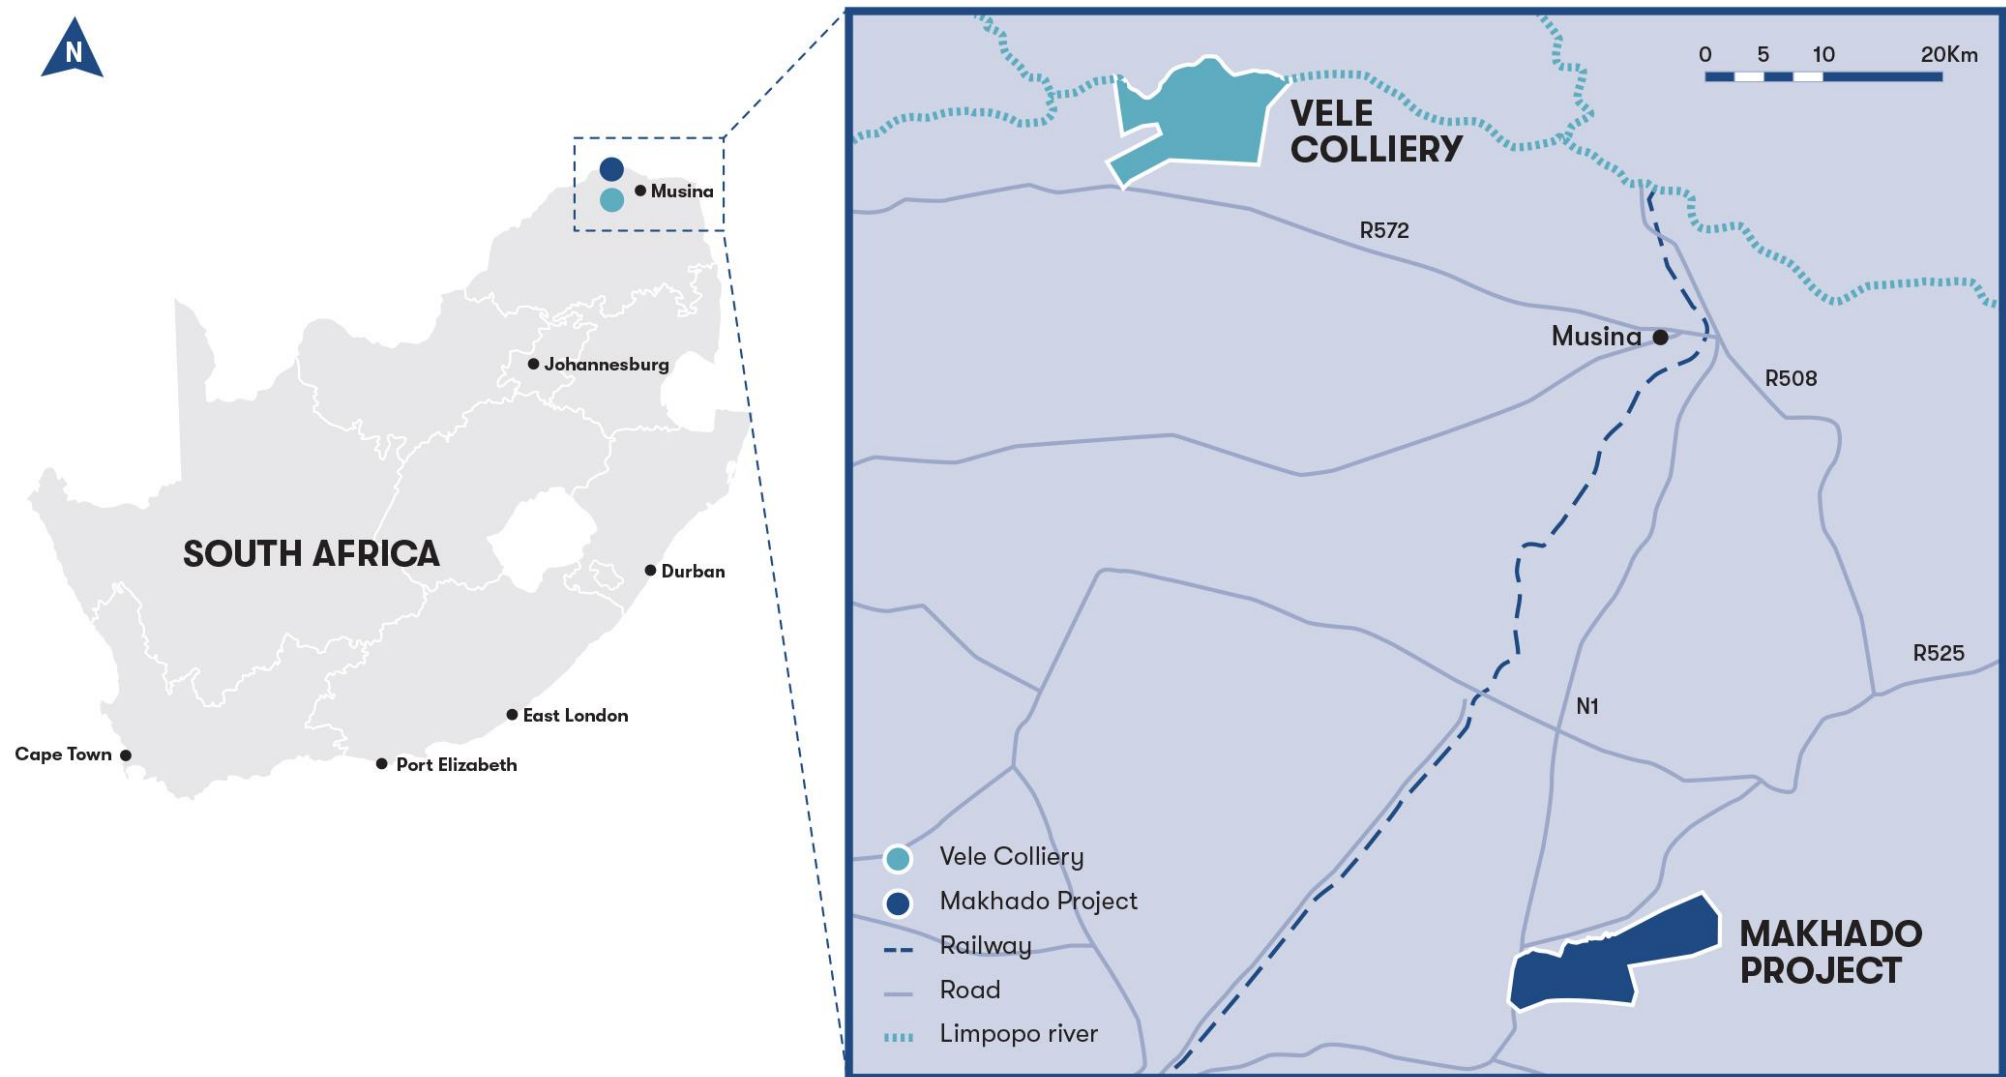 N
Musina
Johannesburg
SOUTH AFRICA
Durban
East London
Cape Town
Port Elizabeth
0 5 10 20Km
VELE
COLLIERY
R572
Musina
R508
R525
N1
Vele Colliery
Makhado Project
Railway
Road
Limpopo river
MAKHADO
PROJECT